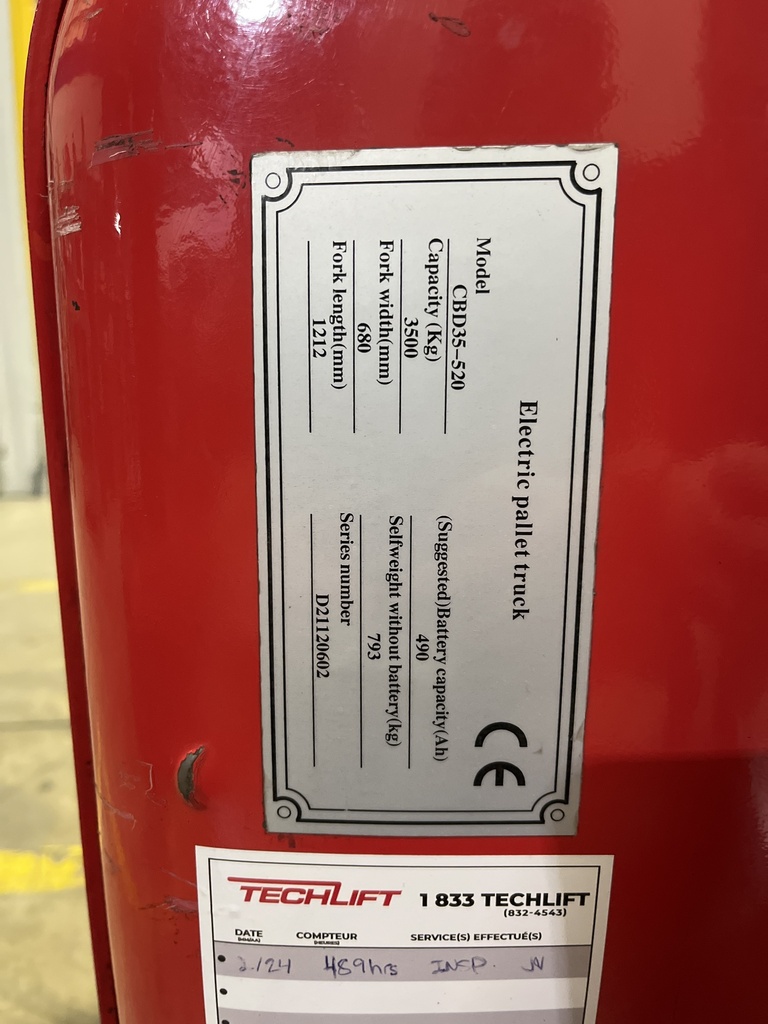 Electric pallet truck
CE
Model
CBD35-520
Capacity (Kg)
3500
Fork width(mm)
680
Fork length(mm)
1212
(Suggested)Battery capacity(Ah)
490
Selfweight without battery(kg)
793
Series number
D21120602
TECHLIFT 1 833 TECHLIFT
(832-4543)
DATE COMPTEUR SERVICE(S) EFFECTUÉ(S)
(HEURES)
2/24 489hrs INSP. JV